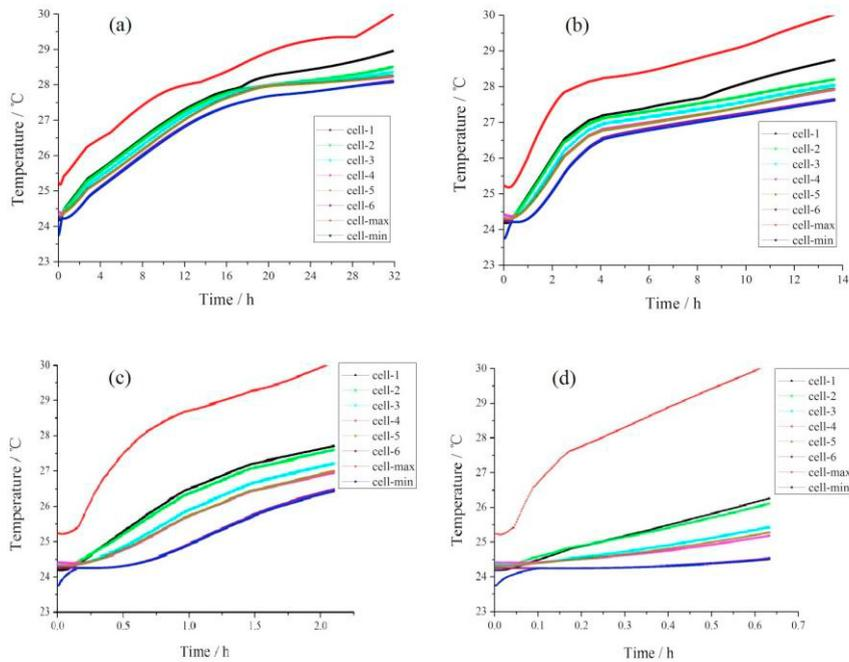 (a)
Temperature / ℃
30
29
28
27
26
25
24
23
cell-1
cell-2
cell-3
cell-4
cell-5
cell-6
cell-max
cell-min
0 4 8 12 16 20 24 28 32
Time / h
(b)
Temperature / ℃
30
29
28
27
26
25
24
23
cell-1
cell-2
cell-3
cell-4
cell-5
cell-6
cell-max
cell-min
0 2 4 6 8 10 12 14
Time / h
(c)
Temperature / ℃
30
29
28
27
26
25
24
23
cell-1
cell-2
cell-3
cell-4
cell-5
cell-6
cell-max
cell-min
0.0 0.5 1.0 1.5 2.0
Time / h
(d)
Temperature / ℃
30
29
28
27
26
25
24
23
cell-1
cell-2
cell-3
cell-4
cell-5
cell-6
cell-max
cell-min
0.0 0.1 0.2 0.3 0.4 0.5 0.6 0.7 0.8
Time / h